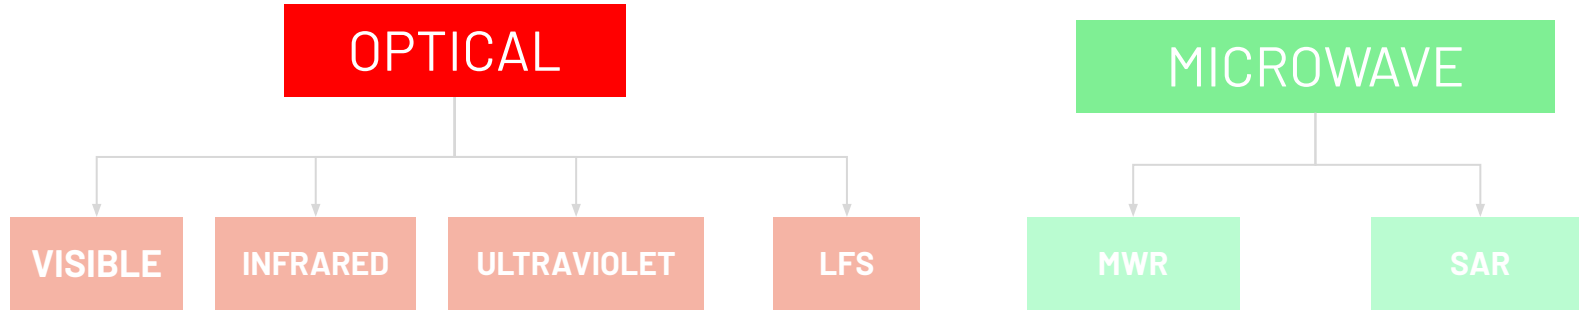 OPTICAL
MICROWAVE
VISIBLE
INFRARED
ULTRAVIOLET
LFS
MWR
SAR